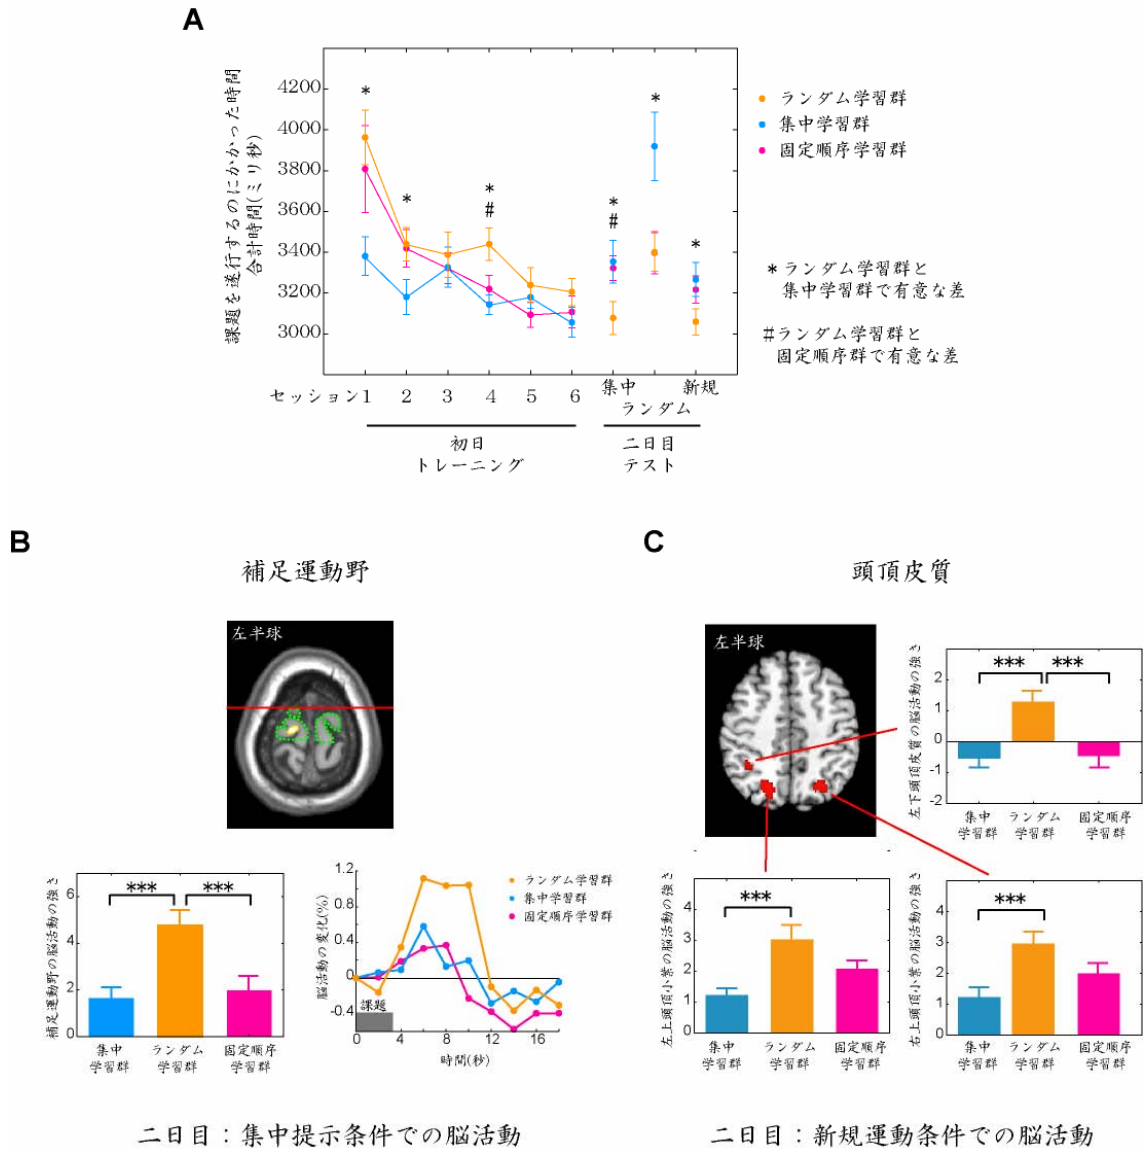 A
課題を遂行するのにかかった時間
合計時間(ミリ秒)
4200
4000
3800
3600
3400
3200
3000
*
*
*
#
*
#
*
*
ランダム学習群
集中学習群
固定順序学習群
*ランダム学習群と
集中学習群で有意な差
#ランダム学習群と
固定順序群で有意な差
セッション1 2 3 4 5 6
集中
ランダム
新規
初日
トレーニング
二日目
テスト
B
補足運動野
左半球
補足運動野の脳活動の強さ
6
4
2
0
*** ***
集中
学習群
ランダム
学習群
固定順序
学習群
脳活動の変化(%)
1.2
0.8
0.4
0
-0.4
ランダム学習群
集中学習群
固定順序学習群
課題
0 4 8 12 16
時間(秒)
二日目：集中提示条件での脳活動
C
頭頂皮質
左半球
左下頭頂皮質の脳活動の強さ
2
1
0
-1
-2
*** ***
集中
学習群
ランダム
学習群
固定順序
学習群
左上頭頂小葉の脳活動の強さ
4
3
2
1
0
***
集中
学習群
ランダム
学習群
固定順序
学習群
右上頭頂小葉の脳活動の強さ
4
3
2
1
0
***
集中
学習群
ランダム
学習群
固定順序
学習群
二日目：新規運動条件での脳活動